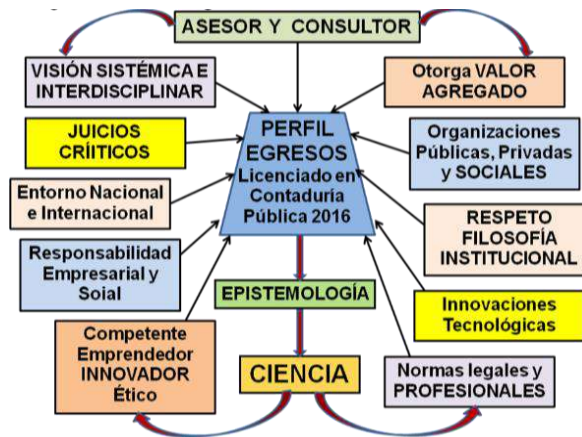 ASESOR Y CONSULTOR
VISIÓN SISTÉMICA E
INTERDISCIPLINAR
Otorga VALOR
AGREGADO
JUICIOS
CRÍITICOS
PERFIL
EGRESOS
Licenciado en
Contaduría
Pública 2016
Organizaciones
Públicas, Privadas
y SOCIALES
Entorno Nacional
e Internacional
RESPETO
FILOSOFÍA
INSTITUCIONAL
Responsabilidad
Empresarial y
Soial
EPISTEMOLOGÍA
Innovaciones
Tecnológicas
Competente
Emprendedor
INNOVADOR
Ético
CIENCIA
Normas legales y
PROFESIONALES